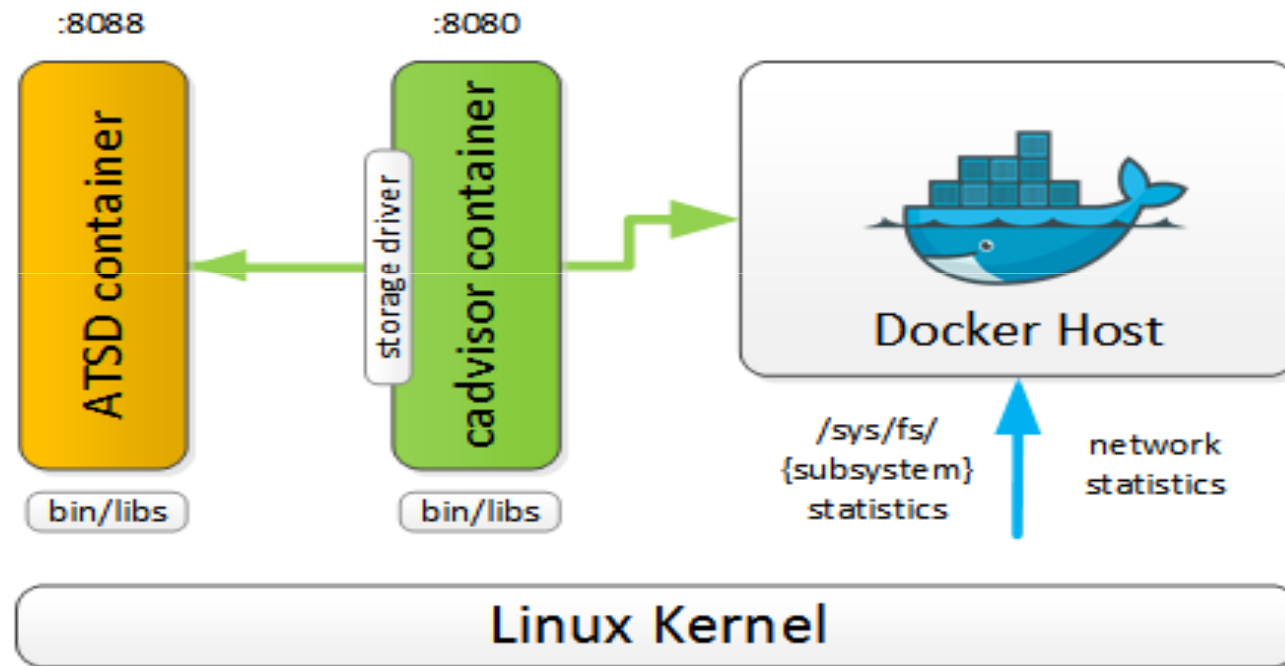 :8088
:8080
ATSD container
storage driver
cadvisor container
Docker Host
/sys/fs/
{subsystem}
statistics
network
statistics
bin/libs
bin/libs
Linux Kernel